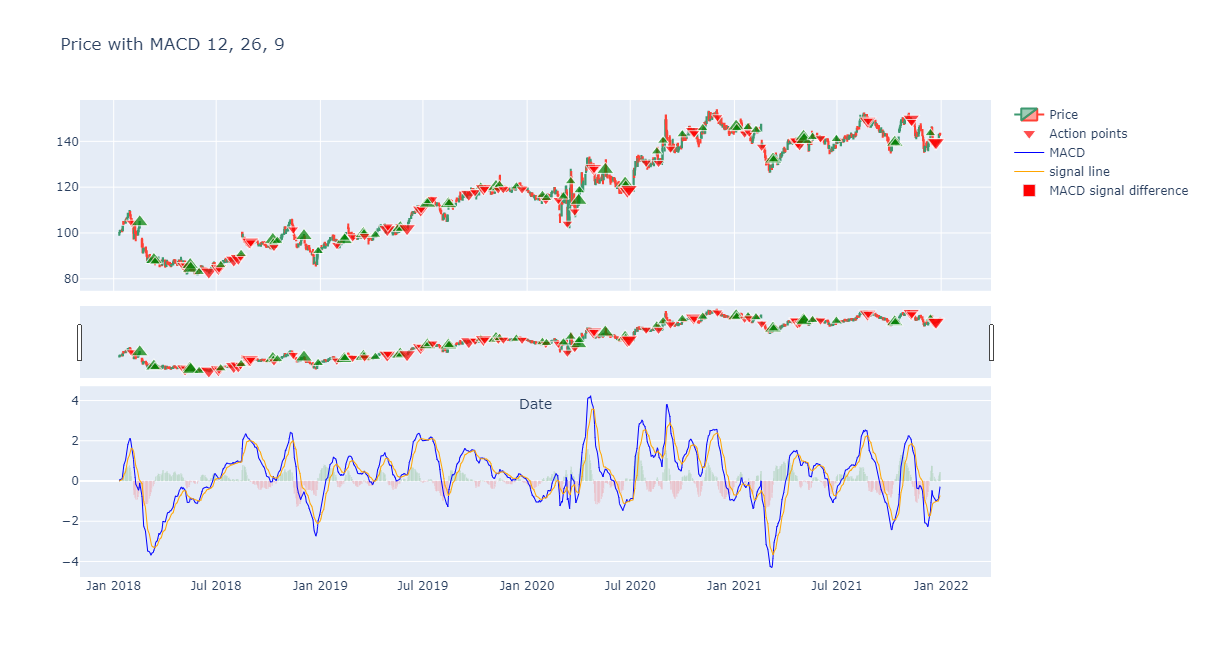 Price with MACD 12, 26, 9
Price
Action points
MACD
signal line
MACD signal difference
140
120
100
80
Date
4
2
0
−2
−4
Jan 2018
Jul 2018
Jan 2019
Jul 2019
Jan 2020
Jul 2020
Jan 2021
Jul 2021
Jan 2022